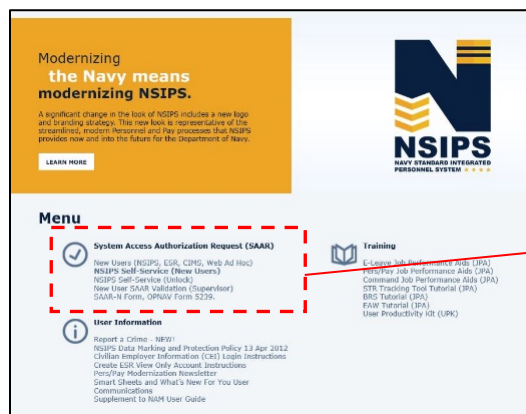 Modernizing
the Navy means
modernizing NSIPS.
A significant change in the look of NSIPS includes a new logo
and branding strategy. This new look is representative of the
streamlined, modern Personnel and Pay processes that NSIPS
provides now and into the future for the Department of Navy.
LEARN MORE
NSIPS
NAVY STANDARD INTEGRATED
PERSONNEL SYSTEM
Menu
System Access Authorization Request (SAAR)
New Users (NSIPS, ESR, CIMS, Web Ad Hoc)
NSIPS Self-Service (New Users)
NSIPS Self-Service (Unlock)
New User SAAR Validation (Supervisor)
SAAR-N Form, OPNAV Form 5239.
Training
E-Leave Job Performance Aids (JPA)
Pers/Pay Job Performance Aids (JPA)
Command Job Performance Aids (JPA)
STR Tracking Tool Tutorial (JPA)
BRS Tutorial (JPA)
EAW Tutorial (JPA)
User Productivity Kit (UPK)
User Information
Report a Crime - NEW!
NSIPS Data Marking and Protection Policy 13 Apr 2012
Civilian Employer Information (CEI) Login Instructions
Create ESR View Only Account Instructions
Pers/Pay Modernization Newsletter
Smart Sheets and What's New For You User
Communications
Supplement to NAM User Guide